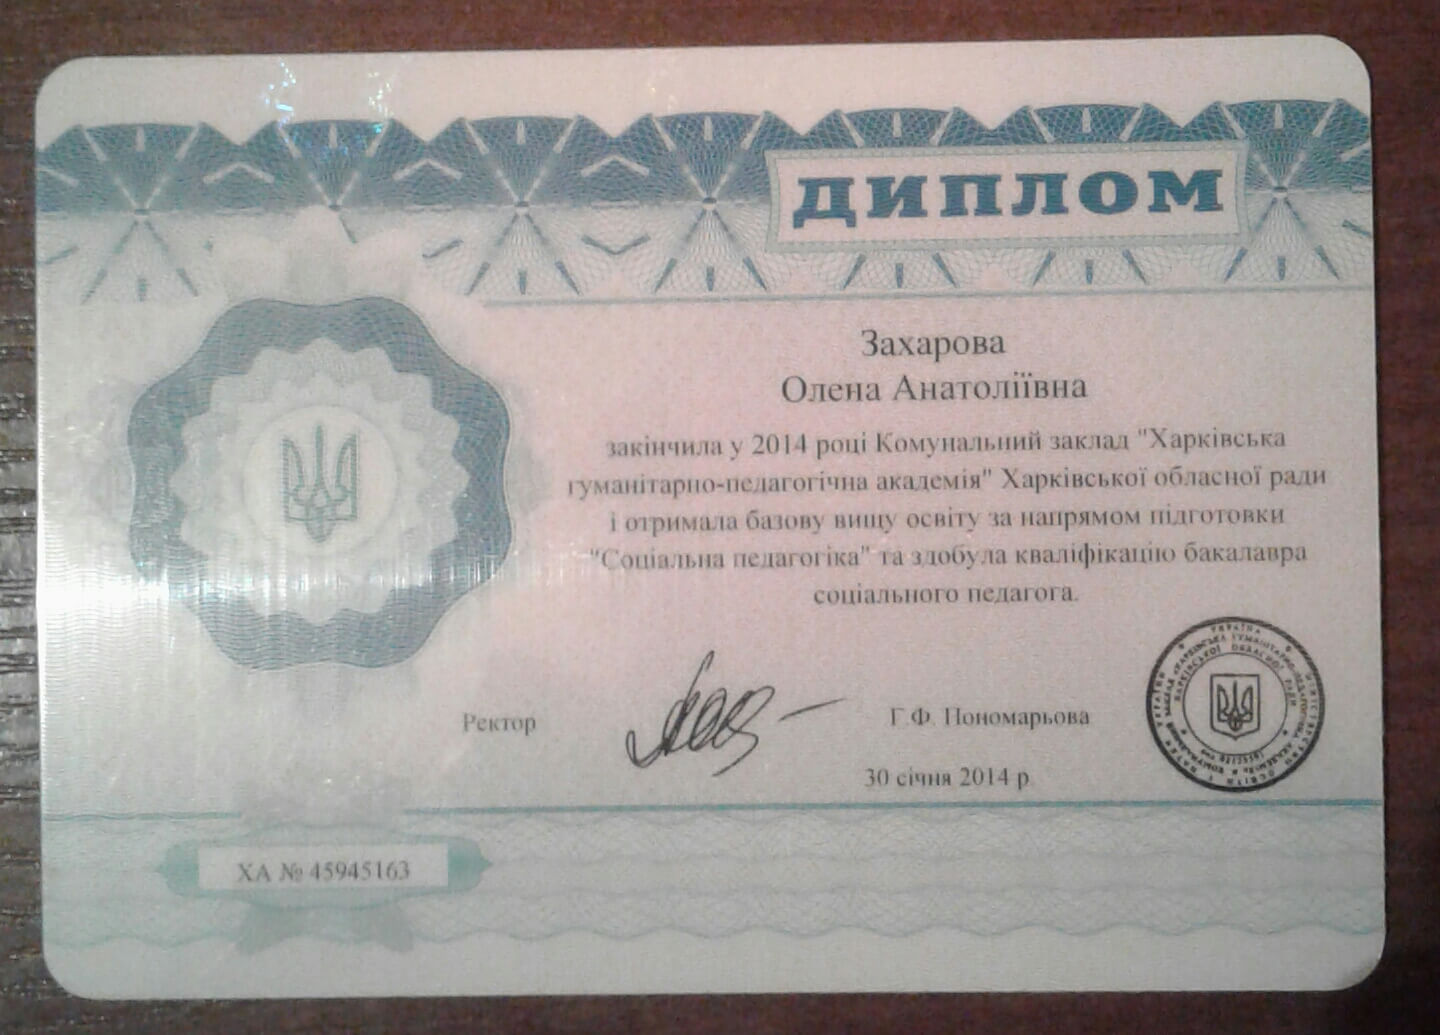 ДИПЛОМ
Захарова
Олена Анатоліївна
закінчила у 2014 році Комунальний заклад "Харківська
гуманітарно-педагогічна академія" Харківської обласної ради
і отримала базову вищу освіту за напрямом підготовки
"Соціальна педагогіка" та здобула кваліфікацію бакалавра
соціального педагога.
Ректор
Г.Ф. Пономарьова
30 січня 2014 р
ХА № 45945163
УКРАЇНА